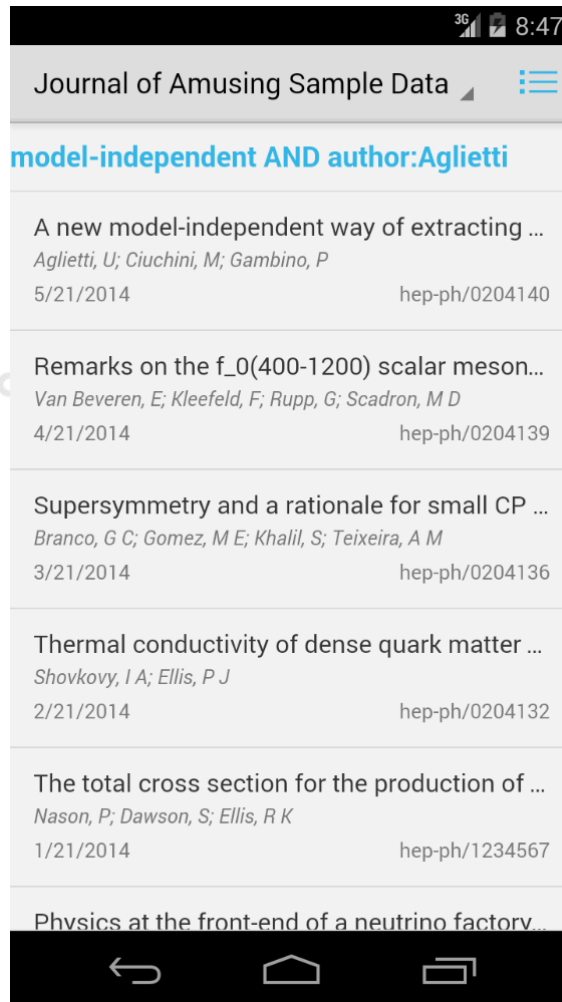 3G 8:47
Journal of Amusing Sample Data
model-independent AND author:Aglietti
A new model-independent way of extracting ...
Aglietti, U; Ciuchini, M; Gambino, P
5/21/2014 hep-ph/0204140
Remarks on the f_0(400-1200) scalar meson...
Van Beveren, E; Kleefeld, F; Rupp, G; Scadron, M D
4/21/2014 hep-ph/0204139
Supersymmetry and a rationale for small CP ...
Branco, G C; Gomez, M E; Khalil, S; Teixeira, A M
3/21/2014 hep-ph/0204136
Thermal conductivity of dense quark matter ...
Shovkovy, I A; Ellis, P J
2/21/2014 hep-ph/0204132
The total cross section for the production of ...
Nason, P; Dawson, S; Ellis, R K
1/21/2014 hep-ph/1234567
Physics at the front-end of a neutrino factory...